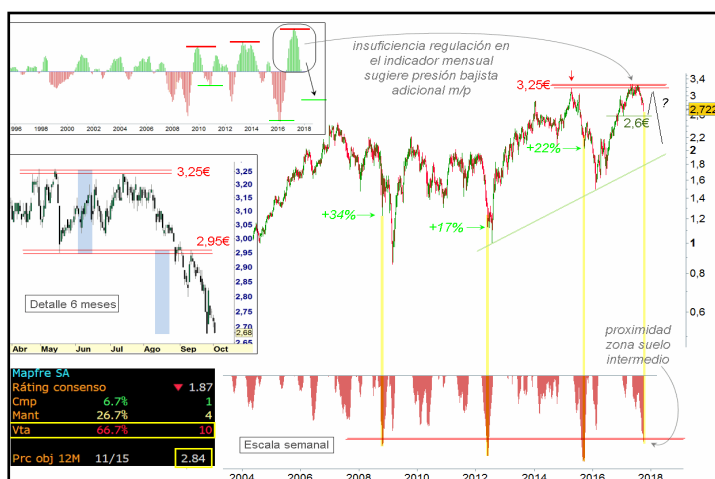 insuficiencia regulación en
el indicador mensual
sugiere presión bajista
adicional m/p
1996 1998 2000 2002 2004 2006 2008 2010 2012 2014 2016 2018
3,25€
?
2,6€
+22%
+34%
+17%
3,4
3
2,722
2,2
2
1,8
1,6
1,4
1,2
1
0,8
0,6
3,25€
2,95€
Detalle 6 meses
3,25
3,20
3,15
3,10
3,05
3,00
2,95
2,90
2,85
2,80
2,75
2,70
2,68
2,65
Abr May Jun Jul Ago Sep Oct
proximidad
zona suelo
intermedio
Mapfre SA
Ráting consenso 1.87
Cmp 6.7% 1
Mant 26.7% 4
Vta 66.7% 10
Prc obj 12M 11/15 2.84
Escala semanal
2004 2006 2008 2010 2012 2014 2016 2018